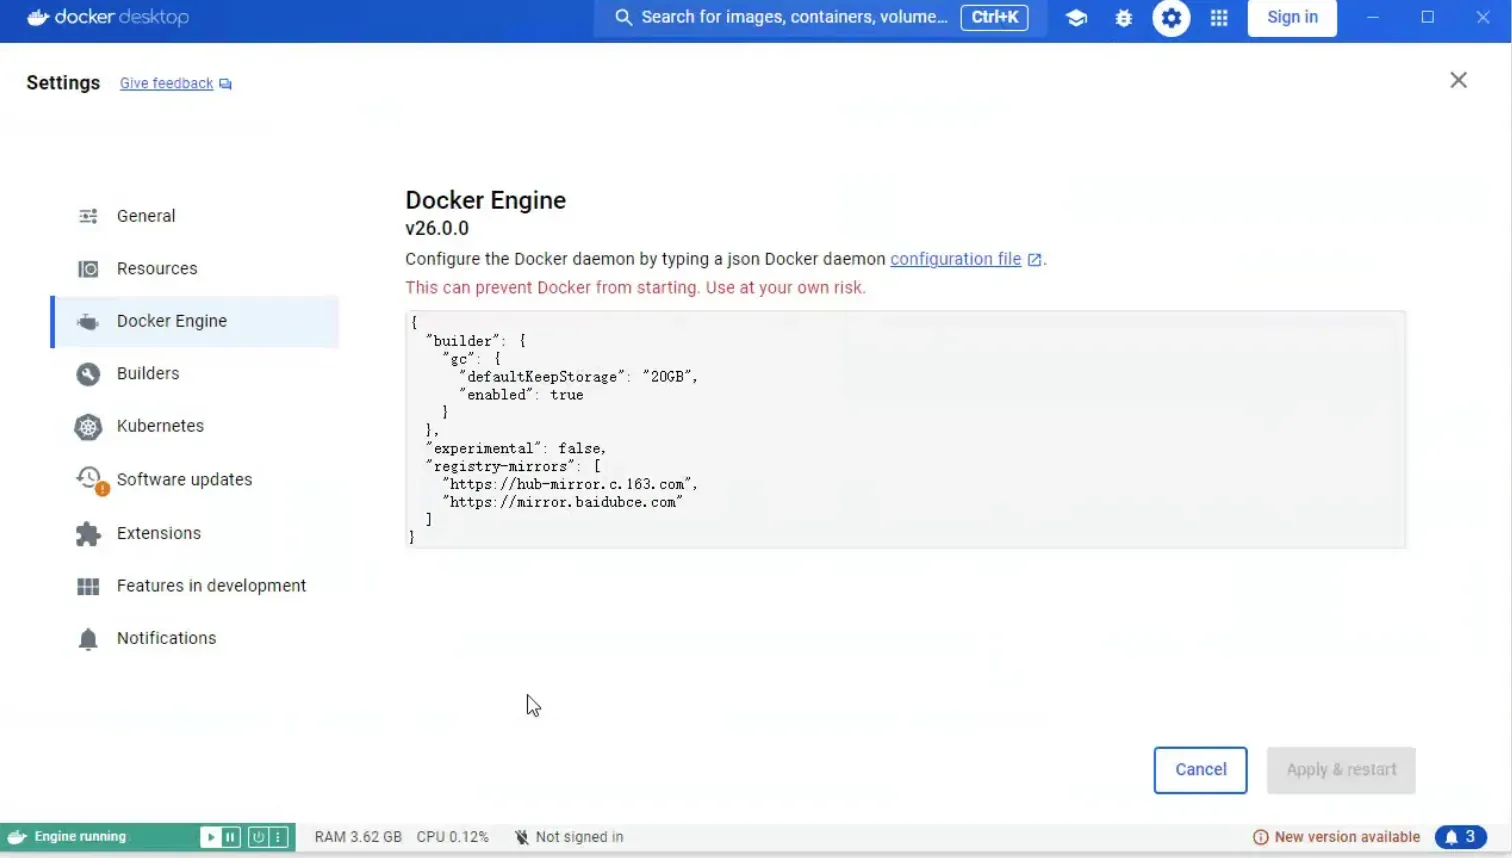 docker desktop
Search for images, containers, volume... Ctrl+K
Sign in
Settings Give feedback
General
Resources
Docker Engine
Builders
Kubernetes
Software updates
Extensions
Features in development
Notifications
Docker Engine
v26.0.0
Configure the Docker daemon by typing a json Docker daemon configuration file.
This can prevent Docker from starting. Use at your own risk.
{
  "builder": {
    "gc": {
      "defaultKeepStorage": "20GB",
      "enabled": true
    }
  },
  "experimental": false,
  "registry-mirrors": [
    "https://hub-mirror.c.163.com",
    "https://mirror.baidubce.com"
  ]
}
Cancel Apply & restart
Engine running RAM 3.62 GB CPU 0.12% Not signed in New version available 3